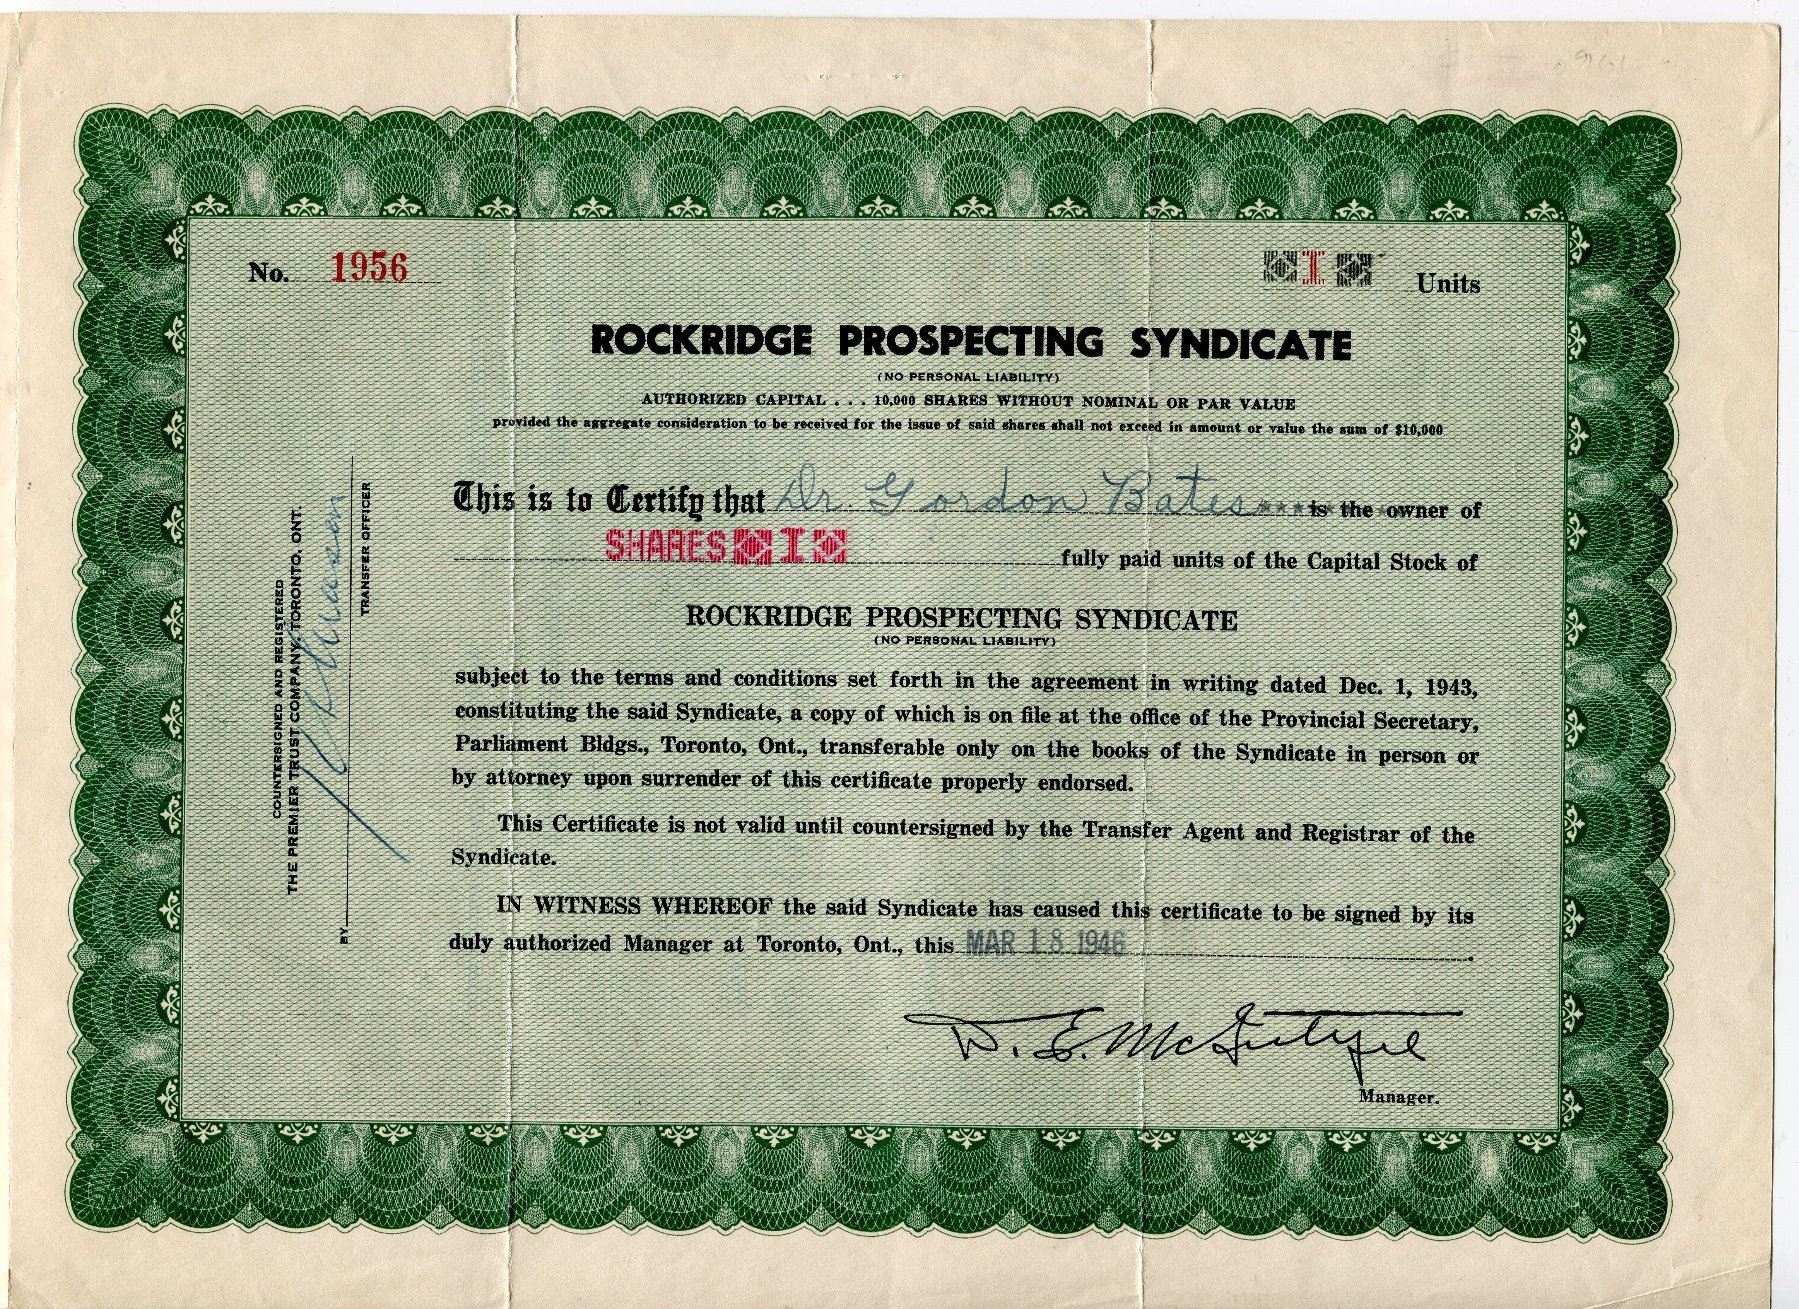 No. 1956
I Units
ROCKRIDGE PROSPECTING SYNDICATE
(NO PERSONAL LIABILITY)
AUTHORIZED CAPITAL . . . 10,000 SHARES WITHOUT NOMINAL OR PAR VALUE
provided the aggregate consideration to be received for the issue of said shares shall not exceed in amount or value the sum of $10,000
This is to Certify that Dr. Gordon Bates is the owner of
SHARES I fully paid units of the Capital Stock of
ROCKRIDGE PROSPECTING SYNDICATE
(NO PERSONAL LIABILITY)
subject to the terms and conditions set forth in the agreement in writing dated Dec. 1, 1943,
constituting the said Syndicate, a copy of which is on file at the office of the Provincial Secretary,
Parliament Bldgs., Toronto, Ont., transferable only on the books of the Syndicate in person or
by attorney upon surrender of this certificate properly endorsed.
This Certificate is not valid until countersigned by the Transfer Agent and Registrar of the
Syndicate.
IN WITNESS WHEREOF the said Syndicate has caused this certificate to be signed by its
duly authorized Manager at Toronto, Ont., this MAR 18 1946.
D. E. McIntyre
Manager.
COUNTERSIGNED AND REGISTERED
THE PREMIER TRUST COMPANY, TORONTO, ONT.
BY
TRANSFER OFFICER